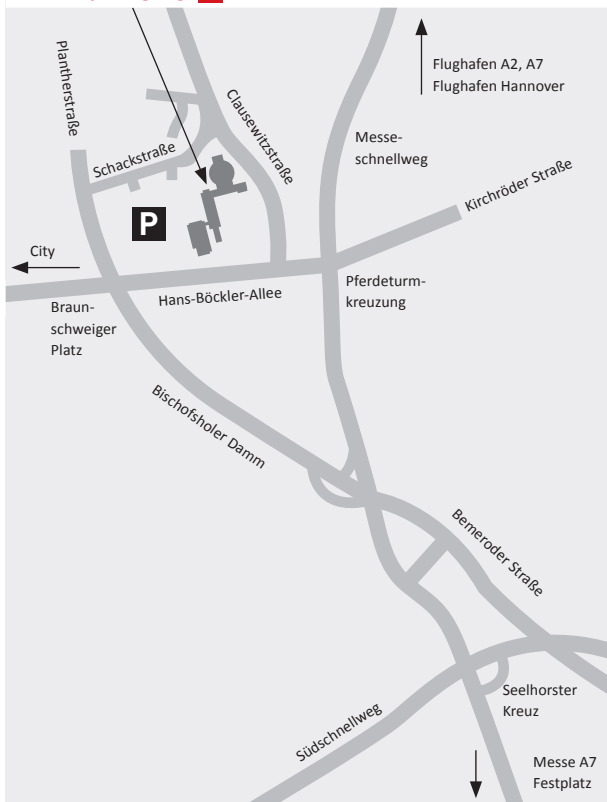 Plantherstraße
Schackstraße
Clausewitzstraße
Flughafen A2, A7
Flughafen Hannover
Messe-
schnellweg
Kirchröder Straße
P
City
Hans-Böckler-Allee
Pferdeturm-
kreuzung
Braun-
schweiger
Platz
Bischofsholer Damm
Bemeroder Straße
Seelhorster
Kreuz
Südschnellweg
Messe A7
Festplatz